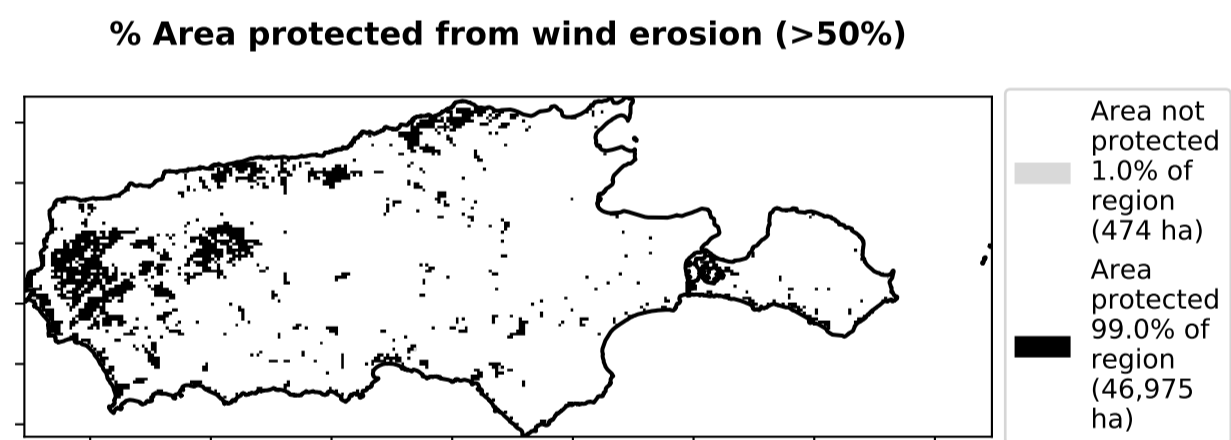 % Area protected from wind erosion (>50%)
Area not
protected
1.0% of
region
(474 ha)
Area
protected
99.0% of
region
(46,975
ha)